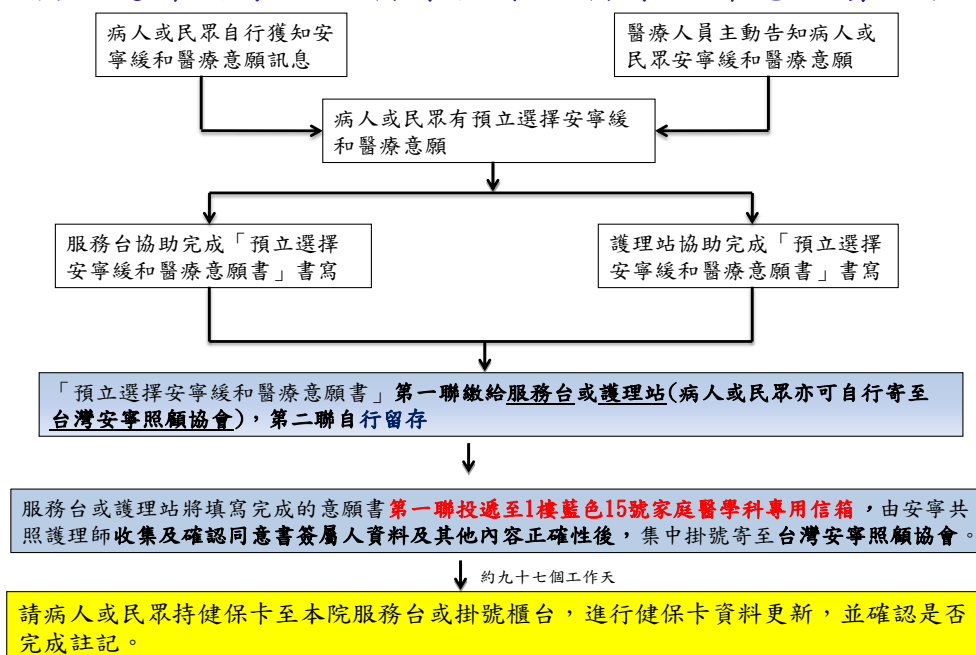 病人或民眾自行獲知安
寧緩和醫療意願訊息
醫療人員主動告知病人或
民眾安寧緩和醫療意願
病人或民眾有預立選擇安寧緩
和醫療意願
服務台協助完成「預立選擇
安寧緩和醫療意願書」書寫
護理站協助完成「預立選擇
安寧緩和醫療意願書」書寫
「預立選擇安寧緩和醫療意願書」第一聯繳給服務台或護理站(病人或民眾亦可自行寄至
台灣安寧照顧協會),第二聯自行留存
服務台或護理站將填寫完成的意願書第一聯投遞至1樓藍色15號家庭醫學科專用信箱,由安寧共
照護理師收集及確認同意書簽屬人資料及其他內容正確性後,集中掛號寄至台灣安寧照顧協會。
約九十七個工作天
請病人或民眾持健保卡至本院服務台或掛號櫃台,進行健保卡資料更新,並確認是否
完成註記。